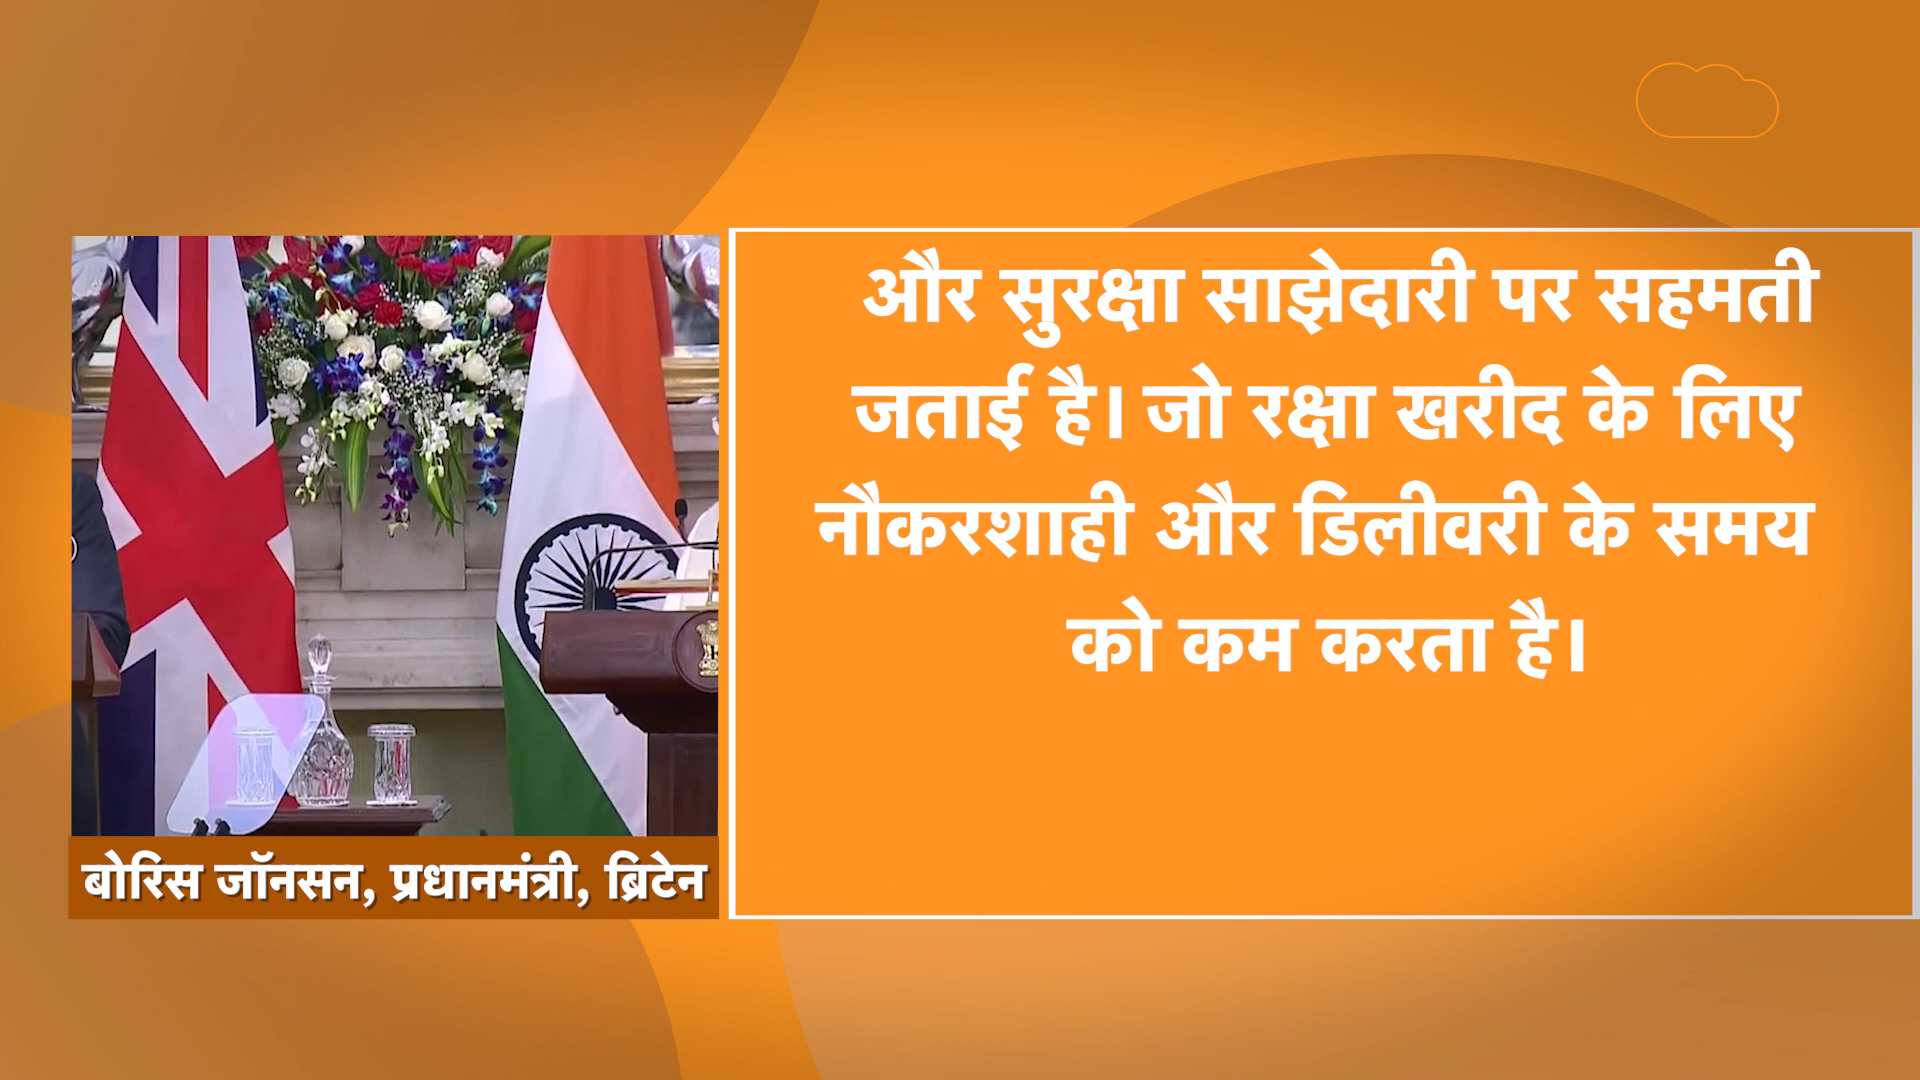 और सुरक्षा साझेदारी पर सहमती
जताई है। जो रक्षा खरीद के लिए
नौकरशाही और डिलीवरी के समय
को कम करता है।
बोरिस जॉनसन, प्रधानमंत्री, ब्रिटेन